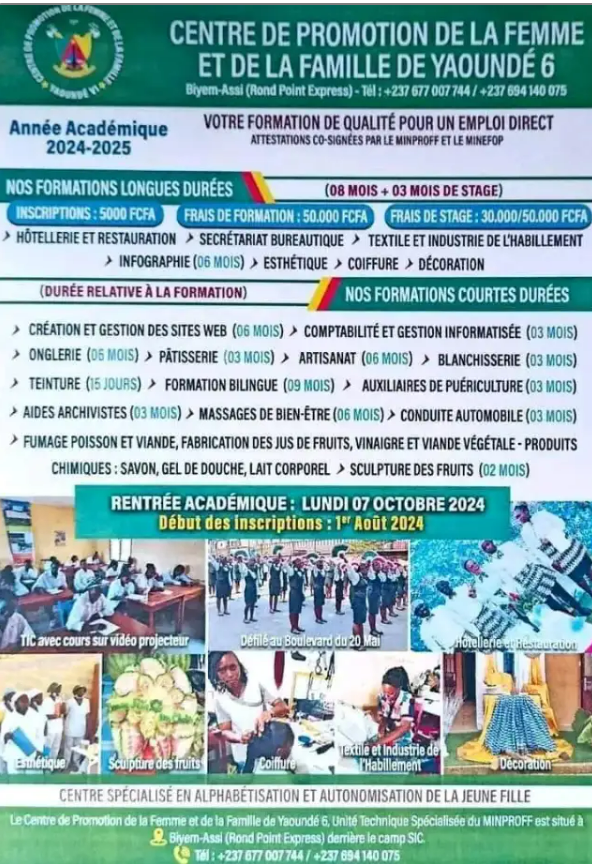 CENTRE DE PROMOTION DE LA FEMME ET DE LA FAMILLE
YAOUNDÉ VI
CENTRE DE PROMOTION DE LA FEMME
ET DE LA FAMILLE DE YAOUNDÉ 6
Biyem-Assi (Rond Point Express) - Tél : +237 677 007 744 / +237 694 140 075
Année Académique
2024-2025
VOTRE FORMATION DE QUALITÉ POUR UN EMPLOI DIRECT
ATTESTATIONS CO-SIGNÉES PAR LE MINPROFF ET LE MINEFOP
NOS FORMATIONS LONGUES DURÉES
(08 MOIS + 03 MOIS DE STAGE)
INSCRIPTIONS : 5000 FCFA
FRAIS DE FORMATION : 50.000 FCFA
FRAIS DE STAGE : 30.000/50.000 FCFA
➤ HÔTELLERIE ET RESTAURATION ➤ SECRÉTARIAT BUREAUTIQUE ➤ TEXTILE ET INDUSTRIE DE L'HABILLEMENT
➤ INFOGRAPHIE (06 MOIS) ➤ ESTHÉTIQUE ➤ COIFFURE ➤ DÉCORATION
(DURÉE RELATIVE À LA FORMATION)
NOS FORMATIONS COURTES DURÉES
➤ CRÉATION ET GESTION DES SITES WEB (06 MOIS) ➤ COMPTABILITÉ ET GESTION INFORMATISÉE (03 MOIS)
➤ ONGLERIE (06 MOIS) ➤ PÂTISSERIE (03 MOIS) ➤ ARTISANAT (06 MOIS) ➤ BLANCHISSERIE (03 MOIS)
➤ TEINTURE (15 JOURS) ➤ FORMATION BILINGUE (09 MOIS) ➤ AUXILIAIRES DE PUÉRICULTURE (03 MOIS)
➤ AIDES ARCHIVISTES (03 MOIS) ➤ MASSAGES DE BIEN-ÊTRE (06 MOIS) ➤ CONDUITE AUTOMOBILE (03 MOIS)
➤ FUMAGE POISSON ET VIANDE, FABRICATION DES JUS DE FRUITS, VINAIGRE ET VIANDE VÉGÉTALE - PRODUITS
CHIMIQUES : SAVON, GEL DE DOUCHE, LAIT CORPOREL ➤ SCULPTURE DES FRUITS (02 MOIS)
RENTRÉE ACADÉMIQUE : LUNDI 07 OCTOBRE 2024
Début des inscriptions : 1er Août 2024
TIC avec cours sur vidéo projecteur
Défilé au Boulevard du 20 Mai
Hôtellerie et Restauration
Esthétique
Sculpture des fruits
Coiffure
Textile et Industrie de
l'Habillement
Décoration
CENTRE SPÉCIALISÉ EN ALPHABÉTISATION ET AUTONOMISATION DE LA JEUNE FILLE
Le Centre de Promotion de la Femme et de la Famille de Yaoundé 6, Unité Technique Spécialisée du MINPROFF est situé à
Biyem-Assi (Rond Point Express) derrière le camp SIC.
Tél : +237 677 007 744 / +237 694 140 075